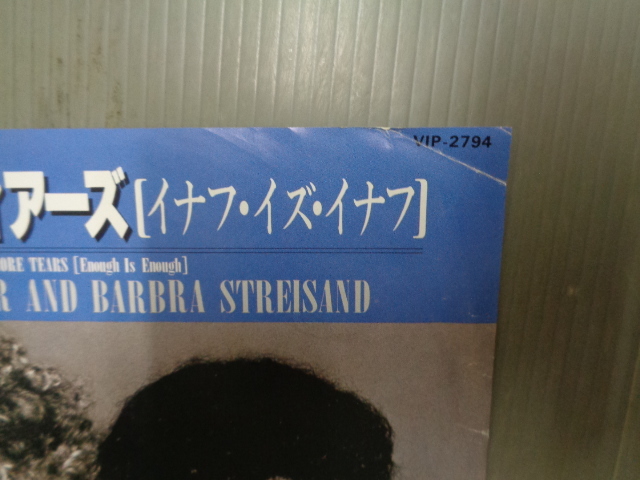 VIP-2794
ィアーズ[イナフ・イズ・イナフ]
ORE TEARS [Enough Is Enough]
R AND BARBRA STREISAND